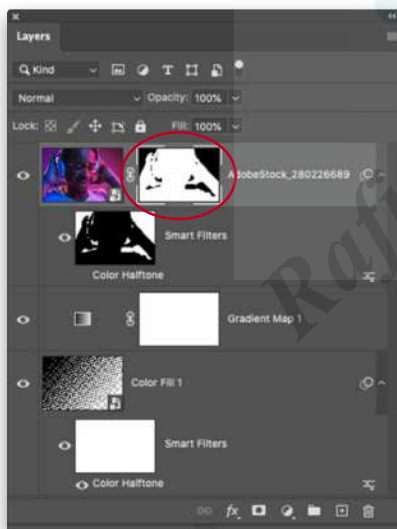 Layers
Kind
Normal
Opacity: 100%
Lock:
Fill: 100%
AdobeStock_280226689
Smart Filters
Color Halftone
Gradient Map 1
Color Fill 1
Smart Filters
Color Halftone
fx